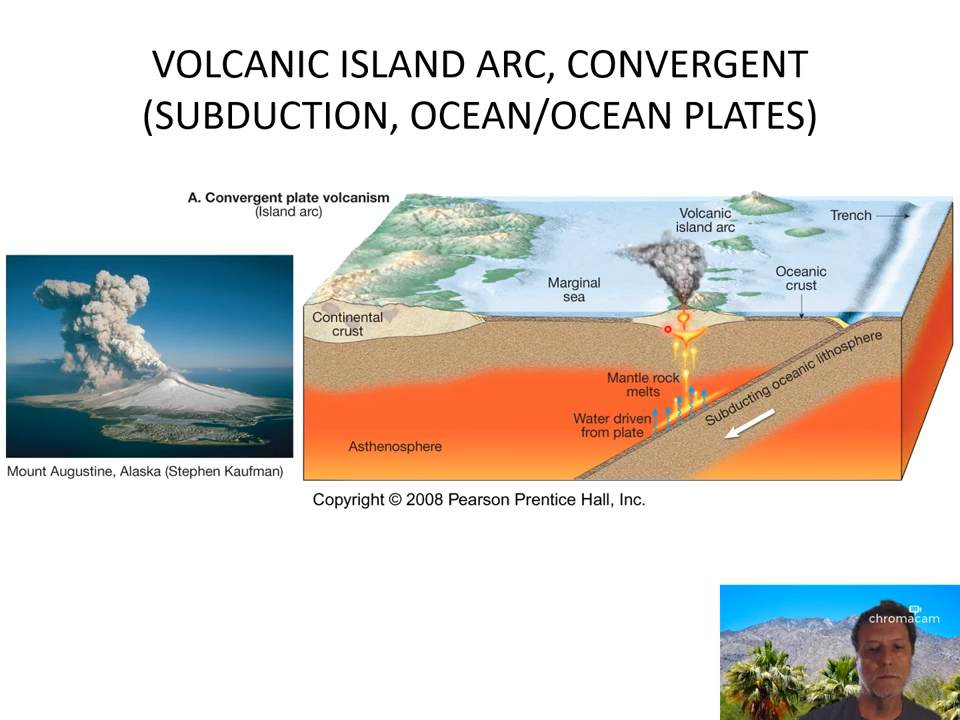 VOLCANIC ISLAND ARC, CONVERGENT
(SUBDUCTION, OCEAN/OCEAN PLATES)
A. Convergent plate volcanism
(Island arc)
Volcanic
island arc
Trench
Marginal
sea
Oceanic
crust
Continental
crust
Mantle rock
melts
Subducting oceanic lithosphere
Water driven
from plate
Asthenosphere
Mount Augustine, Alaska (Stephen Kaufman)
Copyright © 2008 Pearson Prentice Hall, Inc.
chromacam